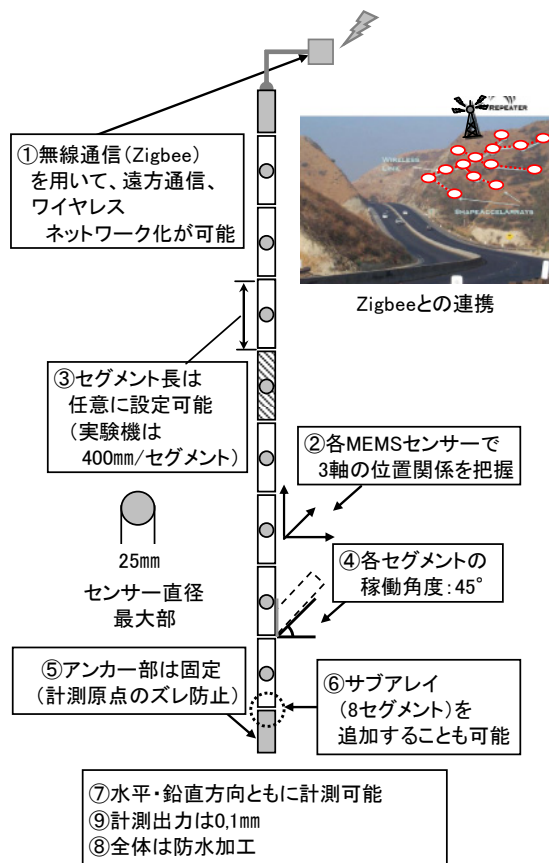 ①無線通信(Zigbee)
を用いて、遠方通信、
ワイヤレス
ネットワーク化が可能
REPEATER
WIRELESS
LINK
SHAPEACCELARRAYS
Zigbeeとの連携
③セグメント長は
任意に設定可能
(実験機は
400mm/セグメント)
②各MEMSセンサーで
3軸の位置関係を把握
25mm
センサー直径
最大部
④各セグメントの
稼働角度:45°
⑤アンカー部は固定
(計測原点のズレ防止)
⑥サブアレイ
(8セグメント)を
追加することも可能
⑦水平・鉛直方向ともに計測可能
⑨計測出力は0,1mm
⑧全体は防水加工